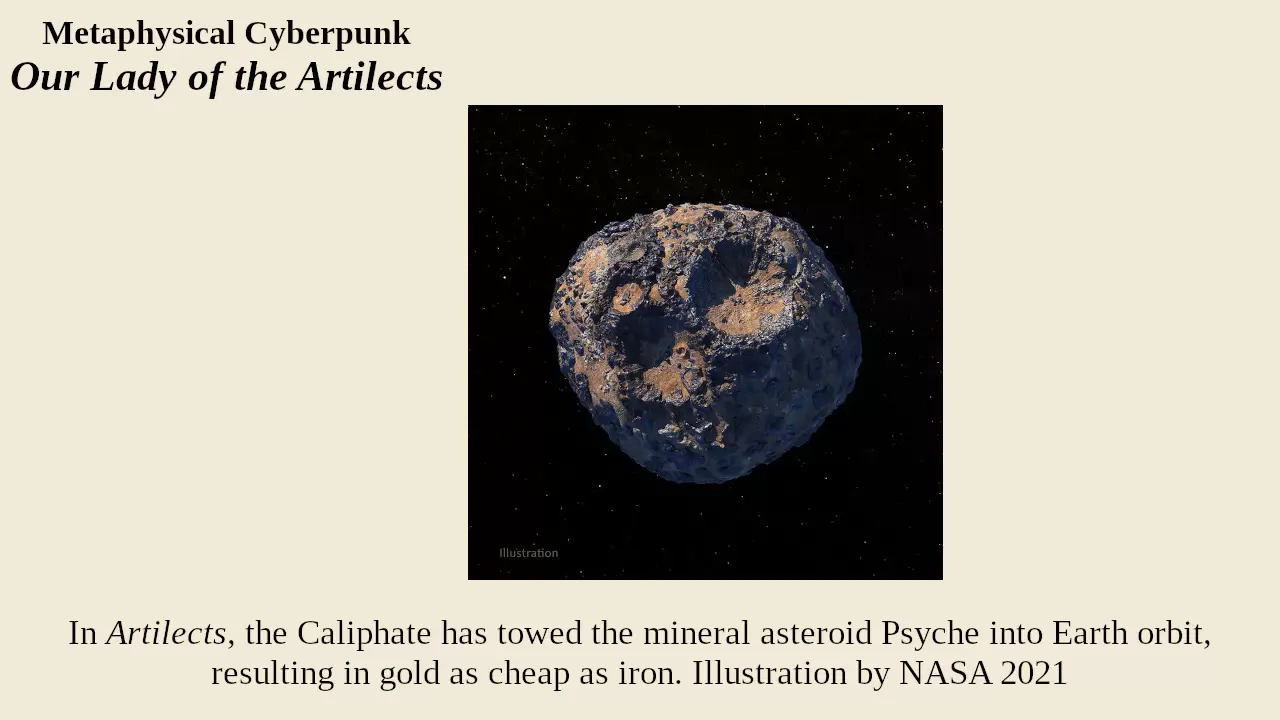 Metaphysical Cyberpunk
Our Lady of the Artilects
Illustration
In Artilects, the Caliphate has towed the mineral asteroid Psyche into Earth orbit,
resulting in gold as cheap as iron. Illustration by NASA 2021